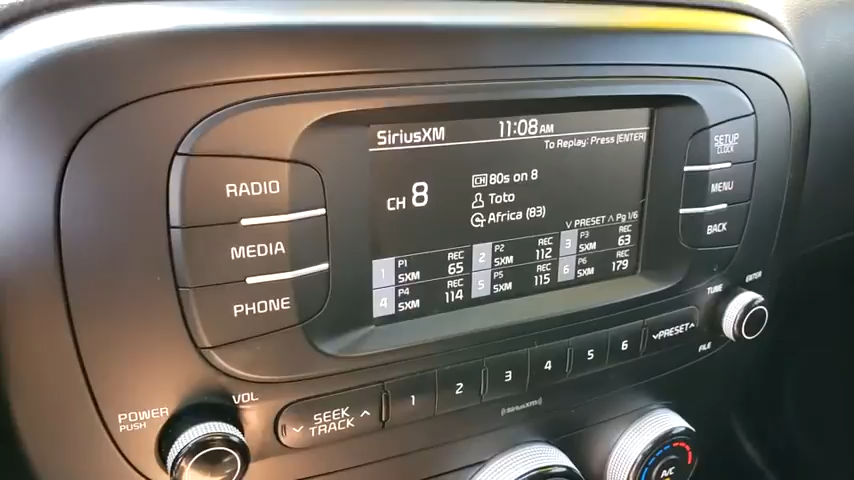 SiriusXM 11:08 AM
To Replay: Press [ENTER]
CH 8
CH 80s on 8
Toto
Africa (83)
∨ PRESET ∧ Pg 1/6
1 P1 SXM REC 65
2 P2 SXM REC 112
3 P3 SXM REC 63
4 P4 SXM REC 114
5 SXM REC 115
6 SXM REC 179
RADIO
MEDIA
PHONE
SETUP
CLOCK
MENU
BACK
TUNE
ENTER
FILE
POWER
PUSH
VOL
∨ SEEK ∧
TRACK
1 2 3 4 5 6
∨PRESET∧
SiriusXM
A/C